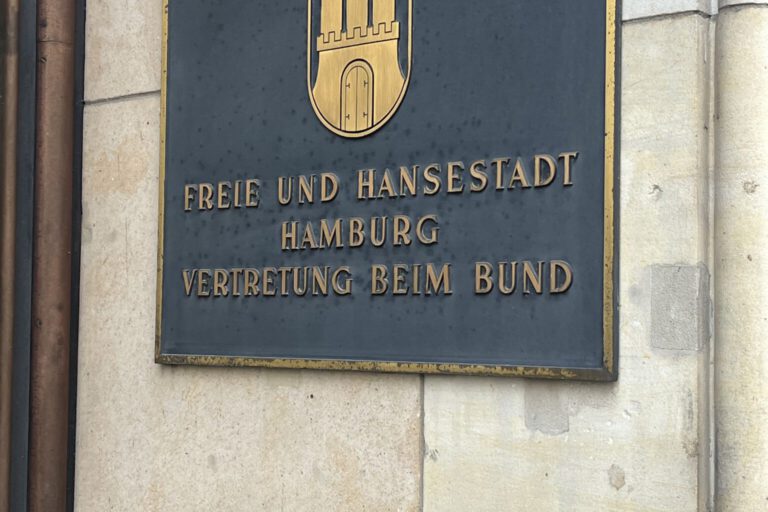 FREIE UND HANSESTADT
HAMBURG
VERTRETUNG BEIM BUND